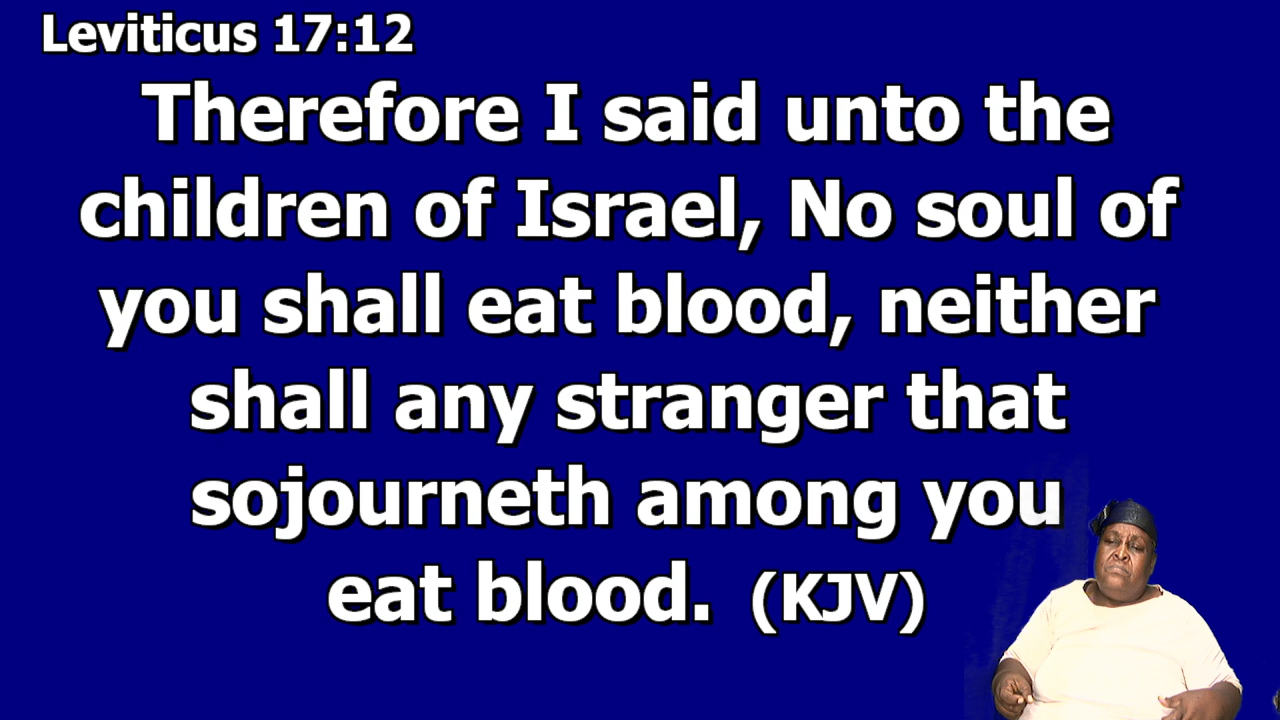 Leviticus 17:12
Therefore I said unto the
children of Israel, No soul of
you shall eat blood, neither
shall any stranger that
sojourneth among you
eat blood. (KJV)